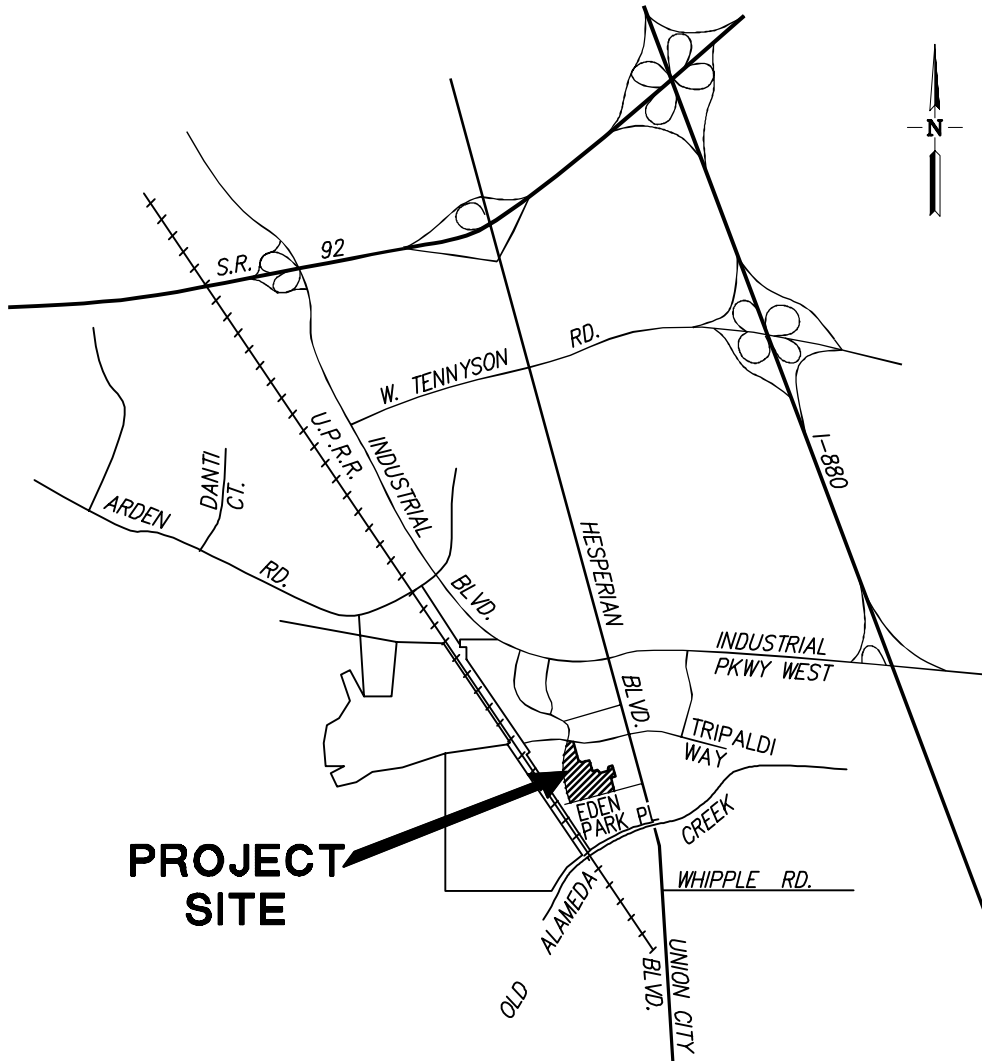 N
S.R. 92
W. TENNYSON RD.
U.P.R.R.
INDUSTRIAL BLVD.
I-880
DANTI
CT.
ARDEN RD.
HESPERIAN BLVD.
INDUSTRIAL
PKWY WEST
TRIPALDI
WAY
EDEN
PARK PL
CREEK
PROJECT
SITE
WHIPPLE RD.
ALAMEDA
OLD
UNION CITY
BLVD.